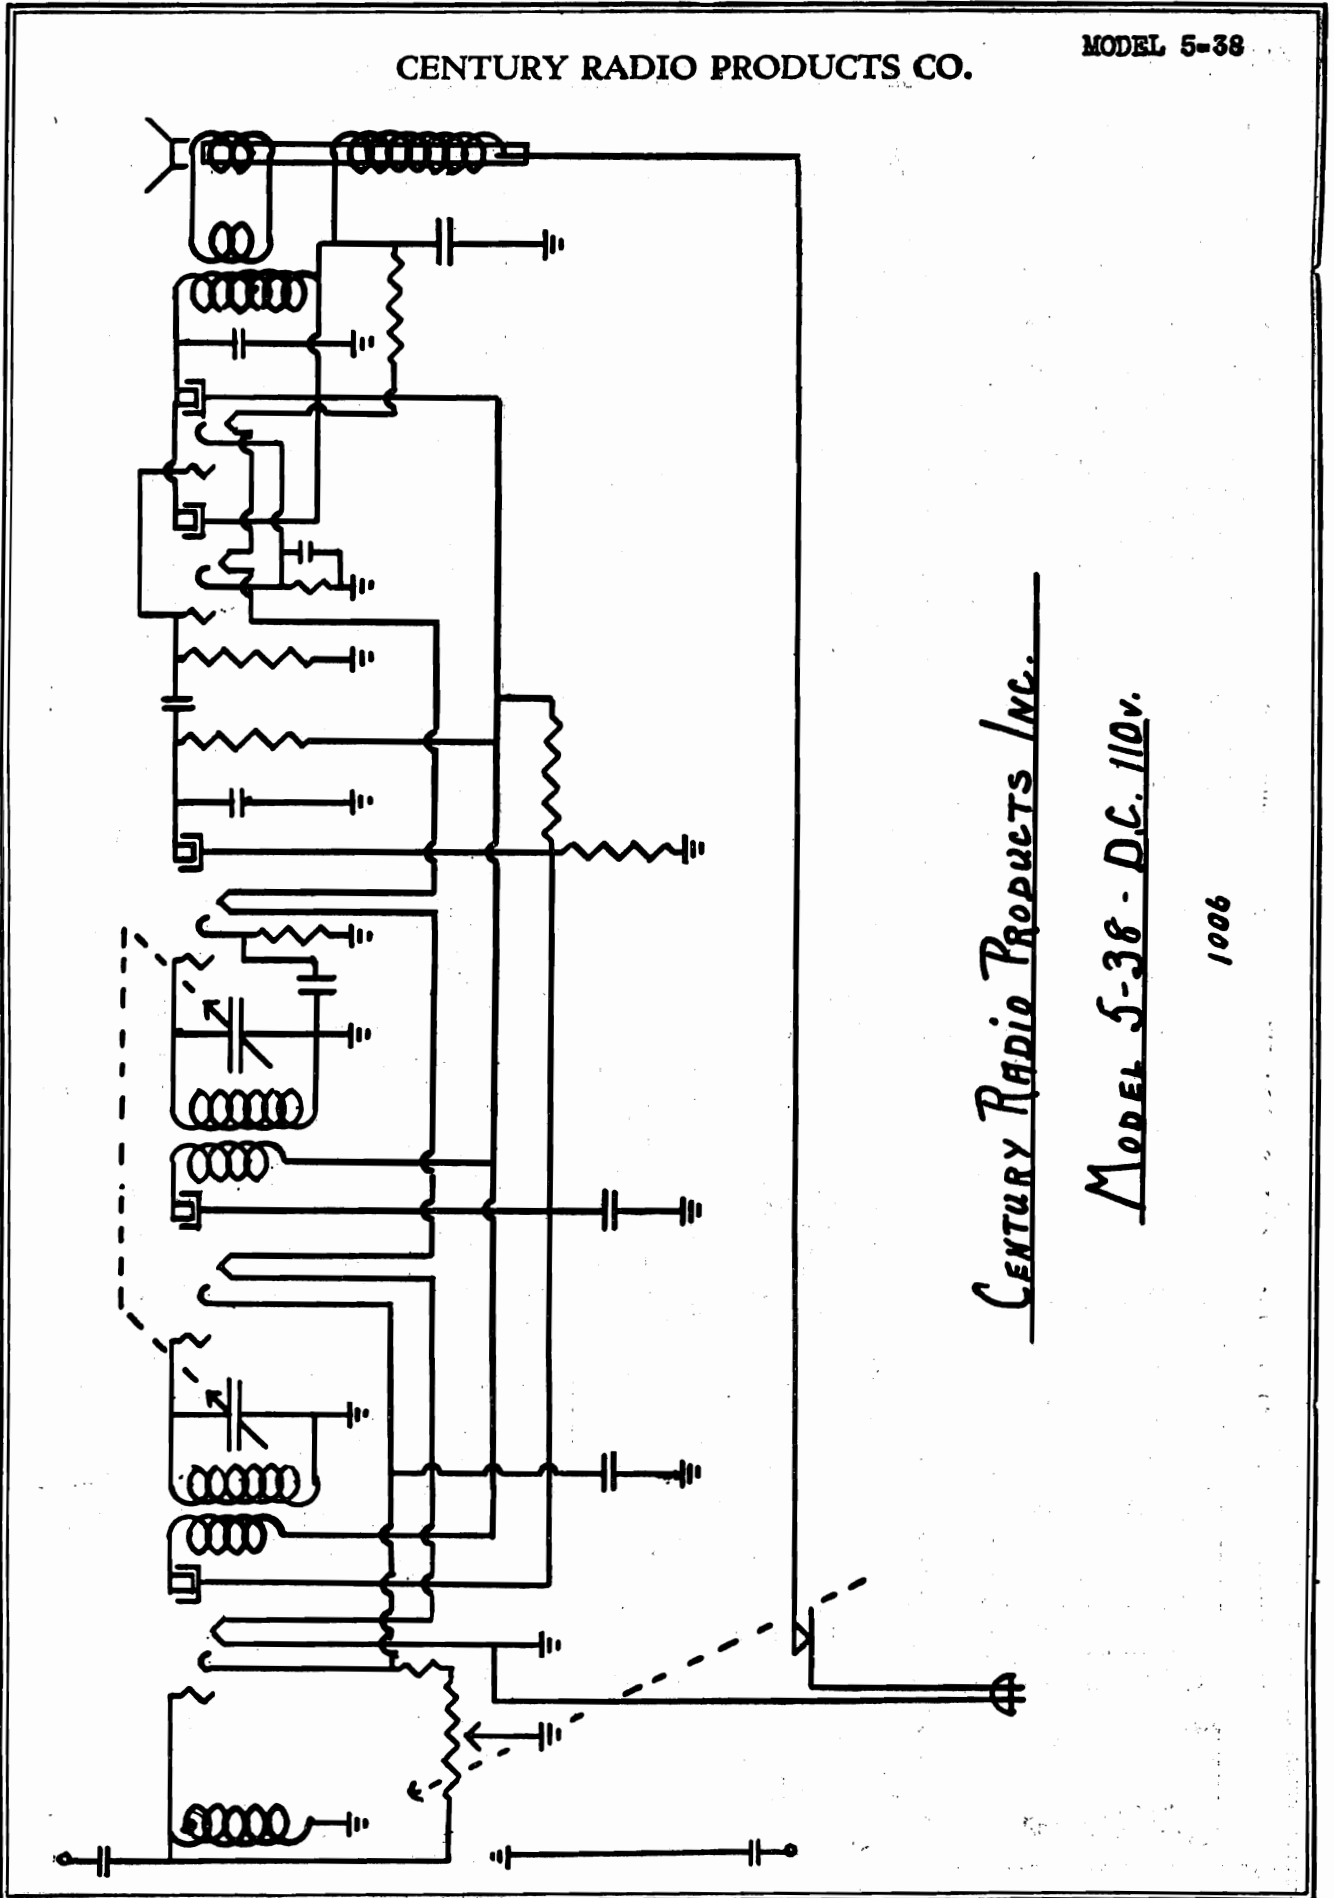 CENTURY RADIO PRODUCTS CO.
MODEL 5-38
CENTURY RADIO PRODUCTS INC.
MODEL 5-38 - D.C. 110v.
1006